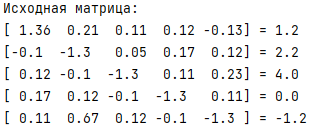 Исходная матрица:
[ 1.36  0.21  0.11  0.12 -0.13] = 1.2
[-0.1  -1.3   0.05  0.17  0.12] = 2.2
[ 0.12 -0.1  -1.3   0.11  0.23] = 4.0
[ 0.17  0.12 -0.1  -1.3   0.11] = 0.0
[ 0.11  0.67  0.12 -0.1  -1.3 ] = -1.2